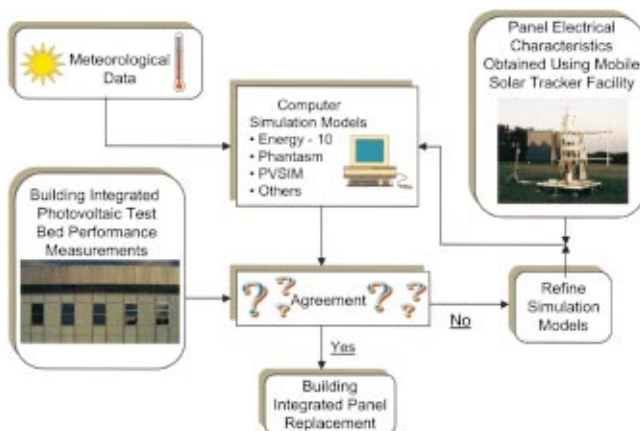 Meteorological
Data
Panel Electrical
Characteristics
Obtained Using Mobile
Solar Tracker Facility
Computer
Simulation Models
• Energy - 10
• Phantasm
• PVSIM
• Others
Building Integrated
Photovoltaic Test
Bed Performance
Measurements
? ? ? Agreement ? ? ?
No
Refine
Simulation
Models
Yes
Building
Integrated Panel
Replacement